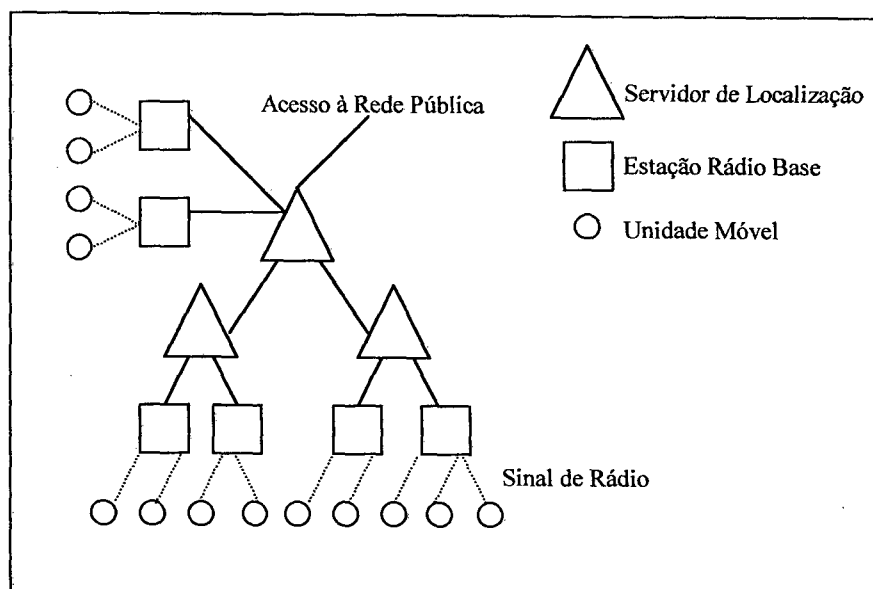 Acesso à Rede Pública
Servidor de Localização
Estação Rádio Base
Unidade Móvel
Sinal de Rádio